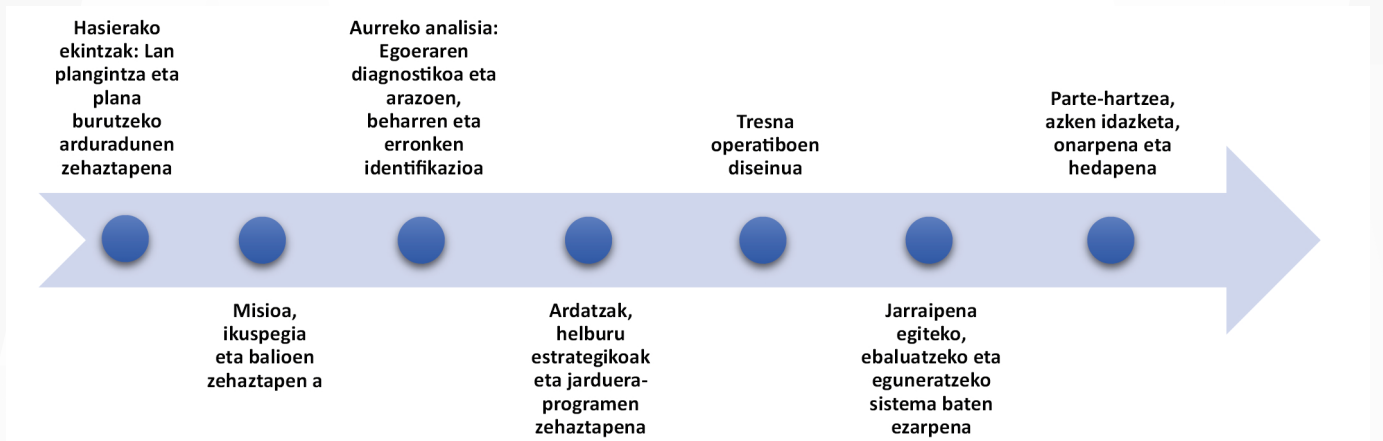 Hasierako
ekintzak: Lan
plangintza eta
plana
burutzeko
arduradunen
zehaztapena
Misioa,
ikuspegia
eta balioen
zehaztapen a
Aurreko analisia:
Egoeraren
diagnostikoa eta
arazoen,
beharren eta
erronken
identifikazioa
Ardatzak,
helburu
estrategikoak
eta jarduera-
programen
zehaztapena
Tresna
operatiboen
diseinua
Jarraipena
egiteko,
ebaluatzeko eta
eguneratzeko
sistema baten
ezarpena
Parte-hartzea,
azken idazketa,
onarpena eta
hedapena